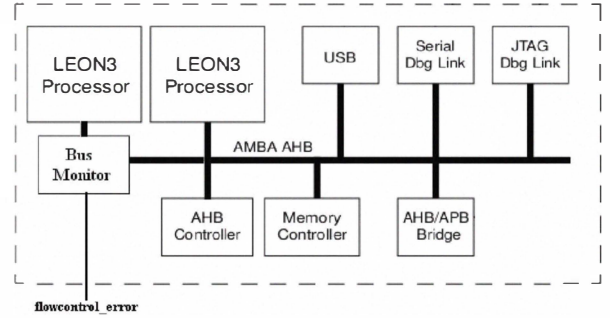 LEON3
Processor
LEON3
Processor
USB
Serial
Dbg Link
JTAG
Dbg Link
Bus
Monitor
AMBA AHB
AHB
Controller
Memory
Controller
AHB/APB
Bridge
flowcontrol_error